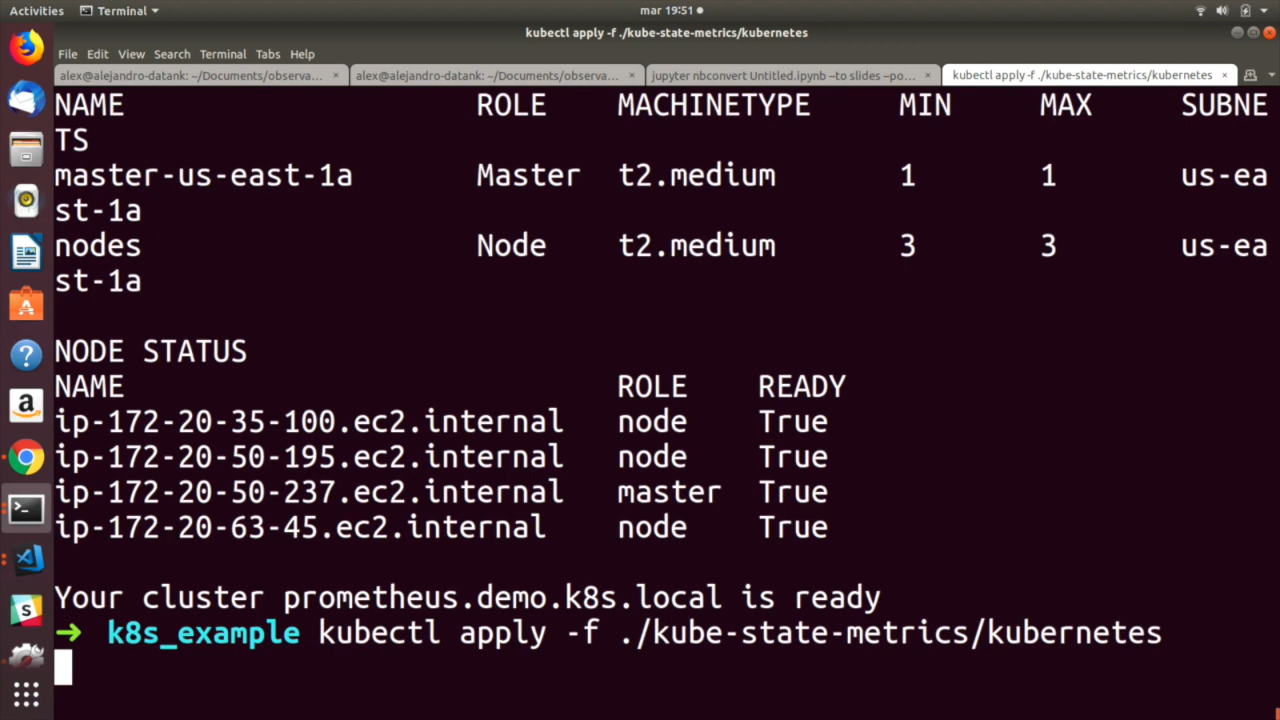 Activities Terminal mar 19:51
kubectl apply -f ./kube-state-metrics/kubernetes
File Edit View Search Terminal Tabs Help
alex@alejandro-datank: ~/Documents/observa... × alex@alejandro-datank: ~/Documents/observa... × jupyter nbconvert Untitled.ipynb --to slides --po... × kubectl apply -f ./kube-state-metrics/kubernetes ×
NAME ROLE MACHINETYPE MIN MAX SUBNE
TS
master-us-east-1a Master t2.medium 1 1 us-ea
st-1a
nodes Node t2.medium 3 3 us-ea
st-1a
NODE STATUS
NAME ROLE READY
ip-172-20-35-100.ec2.internal node True
ip-172-20-50-195.ec2.internal node True
ip-172-20-50-237.ec2.internal master True
ip-172-20-63-45.ec2.internal node True
Your cluster prometheus.demo.k8s.local is ready
➜ k8s_example kubectl apply -f ./kube-state-metrics/kubernetes